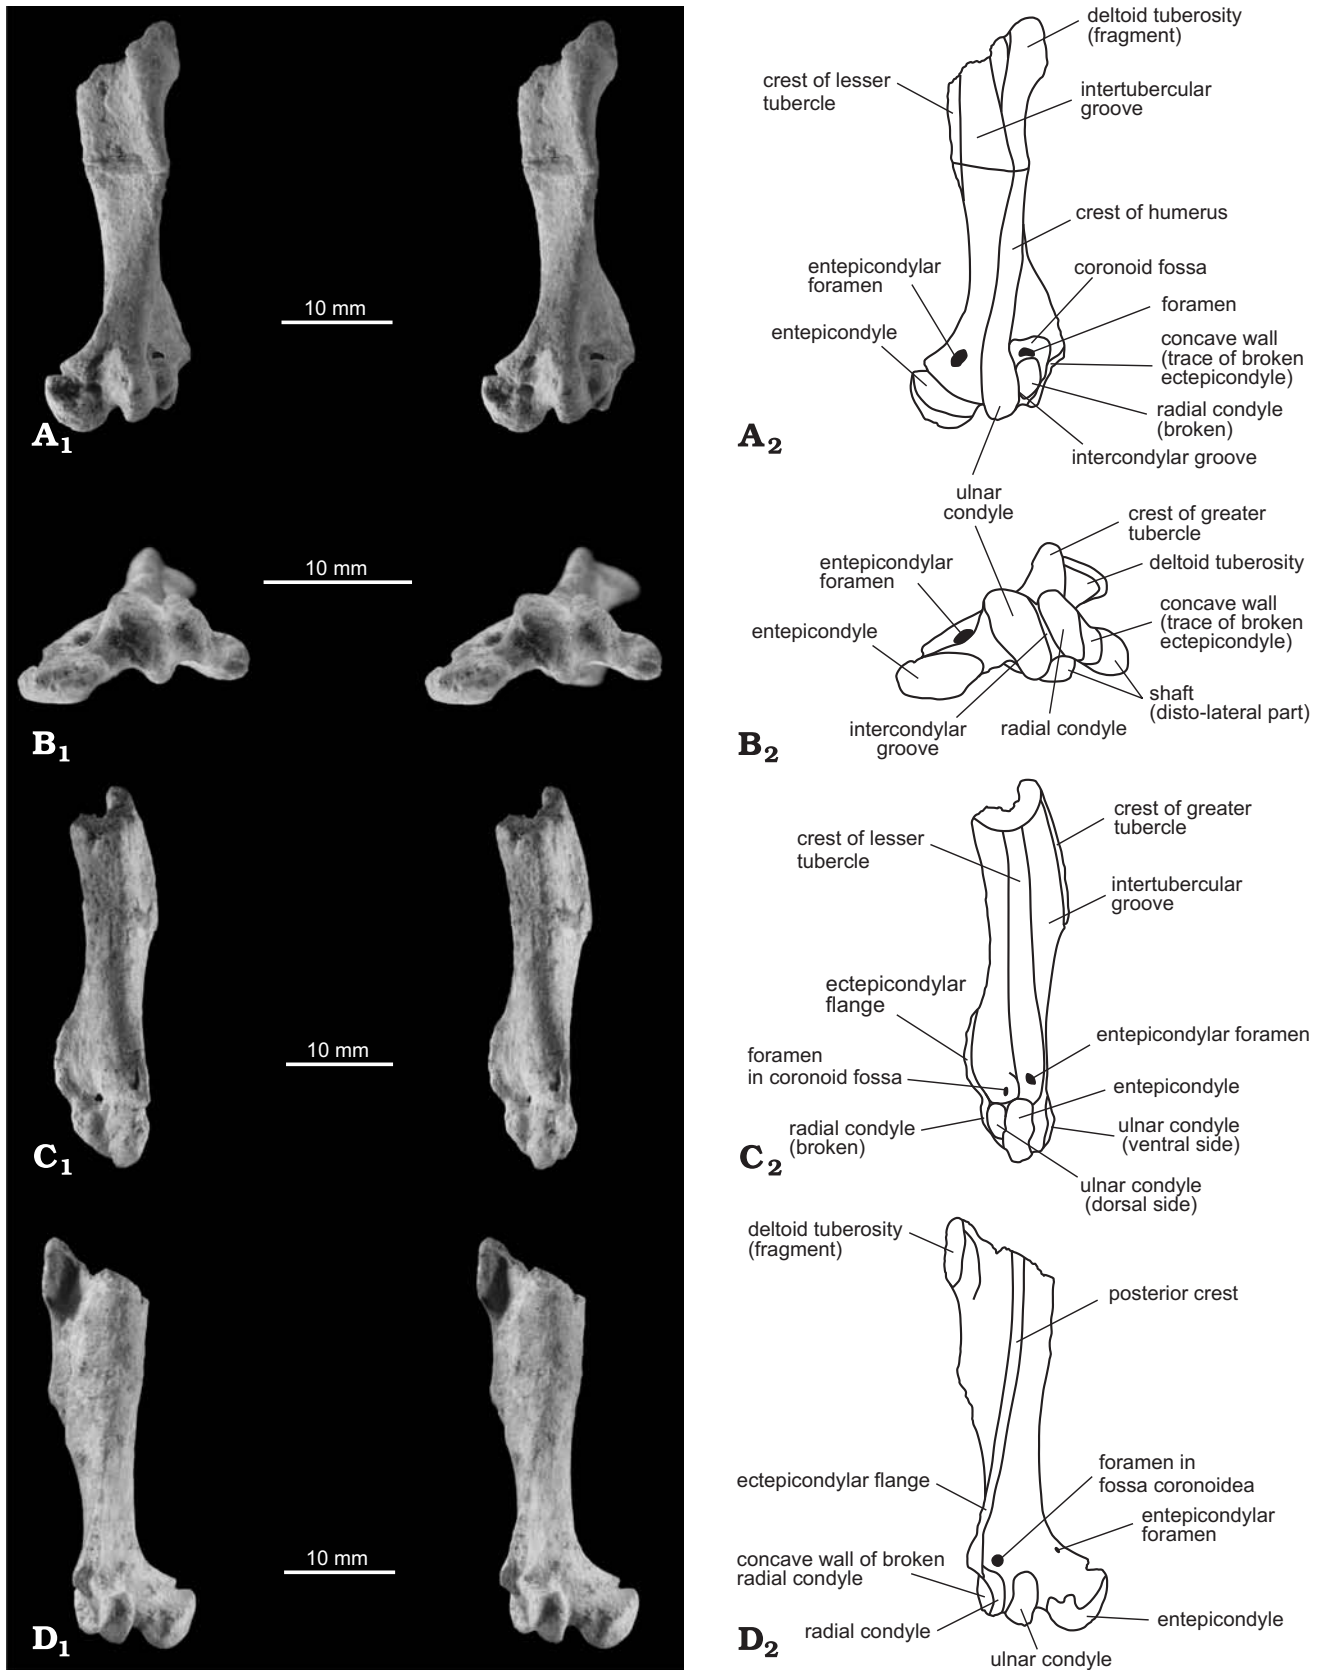 deltoid tuberosity
(fragment)
crest of lesser
tubercle
intertubercular
groove
crest of humerus
entepicondylar
foramen
coronoid fossa
10 mm
foramen
entepicondyle
concave wall
(trace of broken
ectepicondyle)
radial condyle
(broken)
A1
A2
intercondylar groove
ulnar
condyle
crest of greater
tubercle
entepicondylar
foramen
deltoid tuberosity
10 mm
concave wall
(trace of broken
ectepicondyle)
entepicondyle
shaft
(disto-lateral part)
intercondylar
groove
radial condyle
B1
B2
crest of greater
tubercle
crest of lesser
tubercle
intertubercular
groove
ectepicondylar
flange
entepicondylar foramen
10 mm
foramen
in coronoid fossa
entepicondyle
radial condyle
(broken)
ulnar condyle
(ventral side)
C1
C2
ulnar condyle
(dorsal side)
deltoid tuberosity
(fragment)
posterior crest
foramen in
fossa coronoidea
ectepicondylar flange
entepicondylar
foramen
10 mm
concave wall of broken
radial condyle
entepicondyle
radial condyle
D1
D2
ulnar condyle